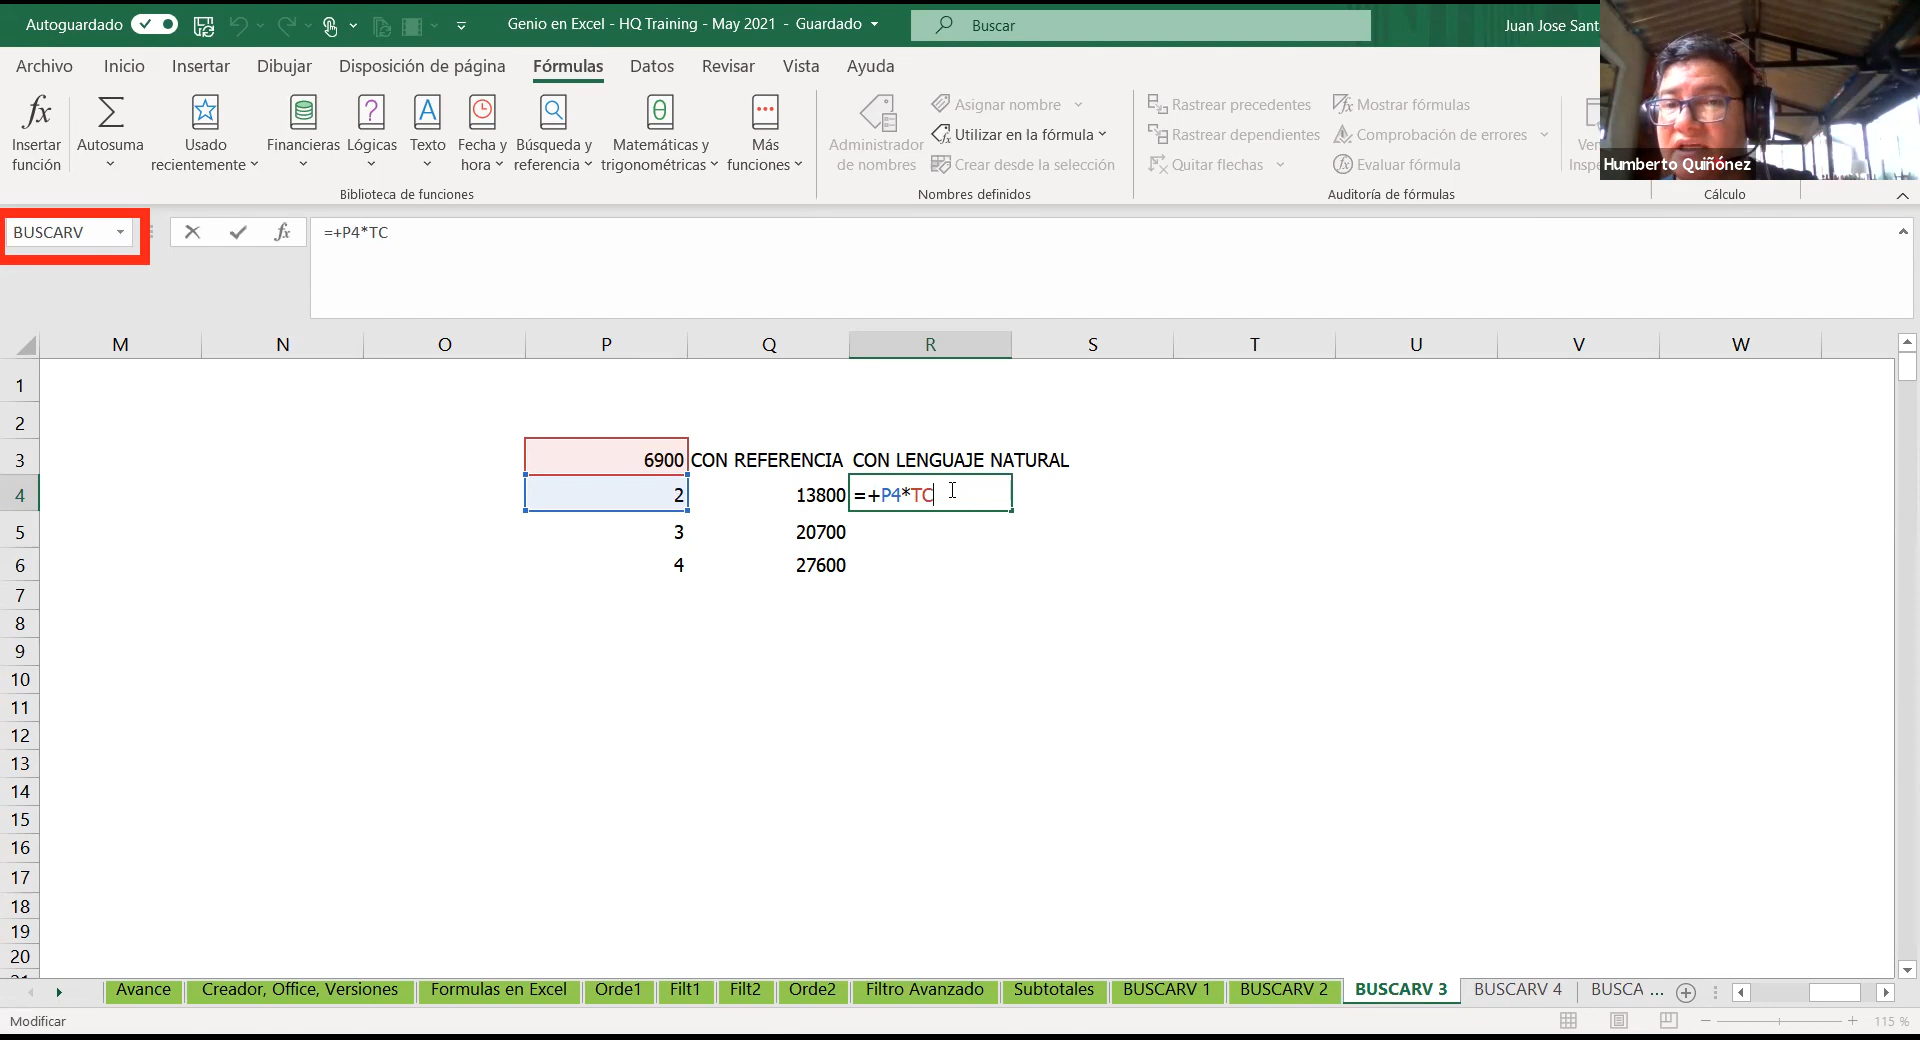 Autoguardado Genio en Excel - HQ Training - May 2021 - Guardado Buscar Juan Jose
Archivo Inicio Insertar Dibujar Disposición de página Fórmulas Datos Revisar Vista Ayuda
Insertar función
Autosuma
Usado recientemente
Financieras
Lógicas
Texto
Fecha y hora
Búsqueda y referencia
Matemáticas y trigonométricas
Más funciones
Biblioteca de funciones
Administrador de nombres
Asignar nombre
Utilizar en la fórmula
Crear desde la selección
Nombres definidos
Rastrear precedentes
Rastrear dependientes
Quitar flechas
Mostrar fórmulas
Comprobación de errores
Evaluar fórmula
Auditoría de fórmulas
Cálculo
Humberto Quiñónez
BUSCARV fx =+P4*TC
M N O P Q R S T U V W
1
2
3 6900 CON REFERENCIA CON LENGUAJE NATURAL
4 2 13800 =+P4*TC
5 3 20700
6 4 27600
7
8
9
10
11
12
13
14
15
16
17
18
19
20
Avance Creador, Office, Versiones Formulas en Excel Orde1 Filt1 Filt2 Orde2 Filtro Avanzado Subtotales BUSCARV 1 BUSCARV 2 BUSCARV 3 BUSCARV 4 BUSCA ...
Modificar 115 %